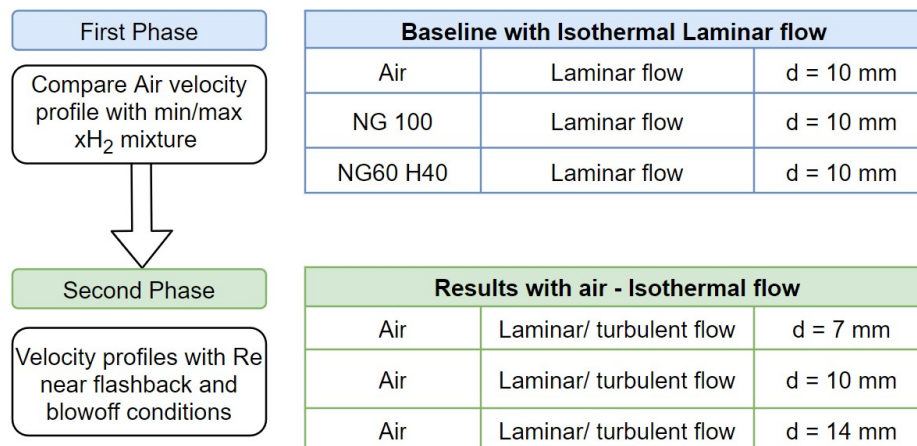 First Phase
Compare Air velocity
profile with min/max
xH₂ mixture
Baseline with Isothermal Laminar flow
Air Laminar flow d = 10 mm
NG 100 Laminar flow d = 10 mm
NG60 H40 Laminar flow d = 10 mm
Second Phase
Velocity profiles with Re
near flashback and
blowoff conditions
Results with air - Isothermal flow
Air Laminar/ turbulent flow d = 7 mm
Air Laminar/ turbulent flow d = 10 mm
Air Laminar/ turbulent flow d = 14 mm